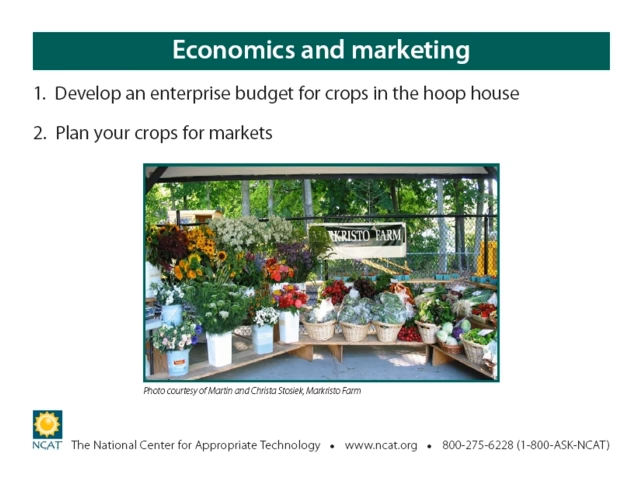 Economics and marketing
1. Develop an enterprise budget for crops in the hoop house
2. Plan your crops for markets
RKRISTO FARM
Photo courtesy of Martin and Christa Stosiek, Markristo Farm
NCAT
The National Center for Appropriate Technology • www.ncat.org • 800-275-6228 (1-800-ASK-NCAT)